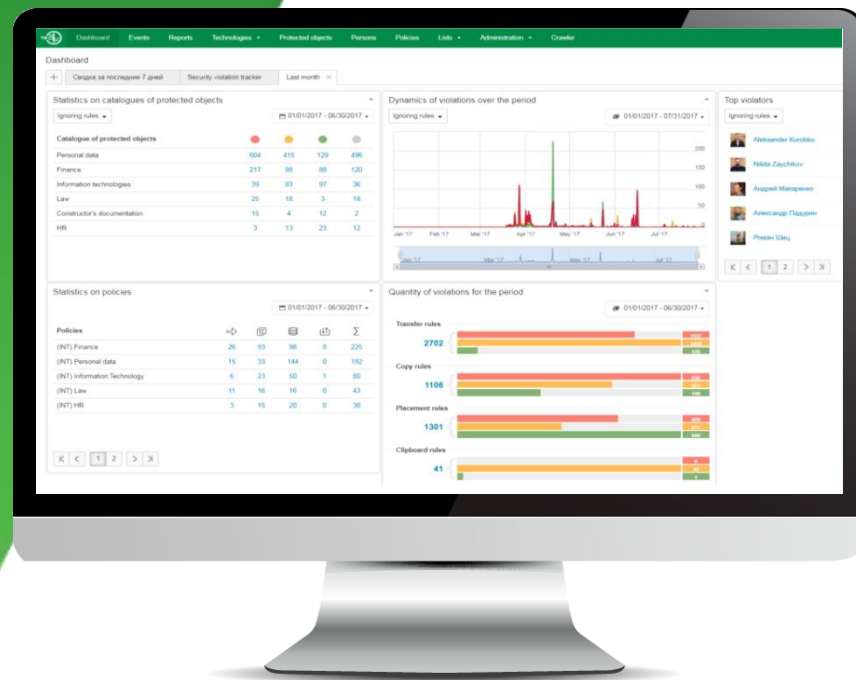 Dashboard Events Reports Technologies Protected objects Persons Policies Lists Administration Crawler
Dashboard
+ Сводка за последние 7 дней Security violation tracker Last month ×
Statistics on catalogues of protected objects
Ignoring rules 01/01/2017 - 06/30/2017
Catalogue of protected objects
Personal data 604 415 129 496
Finance 217 98 88 120
Information technologies 39 83 97 36
Law 25 18 3 18
Constructor's documentation 15 4 12 2
HR 3 13 23 12
Dynamics of violations over the period
Ignoring rules 01/01/2017 - 07/31/2017
200
150
100
50
0
Jan '17 Feb '17 Mar '17 Apr '17 May '17 Jun '17 Jul '17
Jan '17 Mar '17 May '17 Jul '17
Top violators
Ignoring rules
Aleksander Korobko
Nikita Zaychikov
Андрей Макаренко
Александр Падурин
Роман Шиц
1 2
Statistics on policies
01/01/2017 - 06/30/2017
Policies Σ
(INT) Finance 26 93 98 8 225
(INT) Personal data 15 33 144 0 192
(INT) Information Technology 6 23 50 1 80
(INT) Law 11 16 16 0 43
(INT) HR 3 15 20 0 38
1 2
Quantity of violations for the period
01/01/2017 - 06/30/2017
Transfer rules
2702
Copy rules
1106
Placement rules
1301
Clipboard rules
41